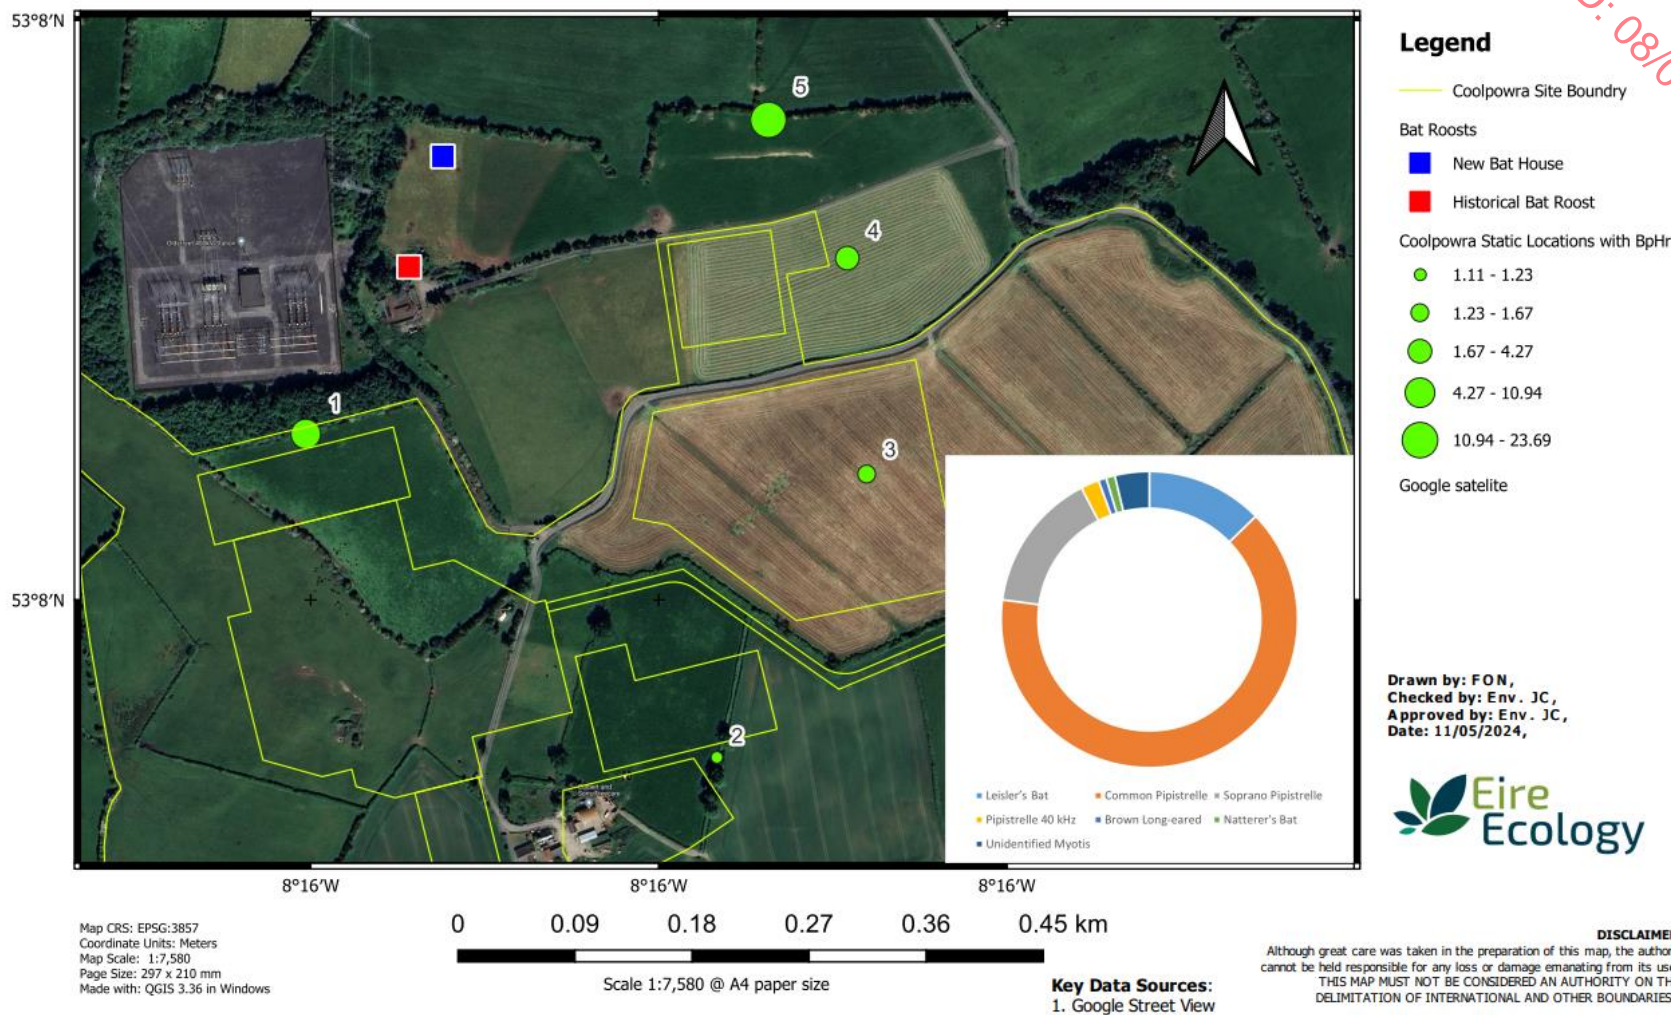 53°8′N
53°8′N
8°16′W
8°16′W
8°16′W
1
2
3
4
5
Leisler's Bat
Common Pipistrelle
Soprano Pipistrelle
Pipistrelle 40 kHz
Brown Long-eared
Natterer's Bat
Unidentified Myotis
: 08/0
Legend
Coolpowra Site Boundry
Bat Roosts
New Bat House
Historical Bat Roost
Coolpowra Static Locations with BpHr
1.11 - 1.23
1.23 - 1.67
1.67 - 4.27
4.27 - 10.94
10.94 - 23.69
Google satelite
Drawn by: FON,
Checked by: Env. JC,
Approved by: Env. JC,
Date: 11/05/2024,
Eire
Ecology
Map CRS: EPSG:3857
Coordinate Units: Meters
Map Scale: 1:7,580
Page Size: 297 x 210 mm
Made with: QGIS 3.36 in Windows
0 0.09 0.18 0.27 0.36 0.45 km
Scale 1:7,580 @ A4 paper size
Key Data Sources:
1. Google Street View
DISCLAIME
Although great care was taken in the preparation of this map, the author
cannot be held responsible for any loss or damage emanating from its use
THIS MAP MUST NOT BE CONSIDERED AN AUTHORITY ON TH
DELIMITATION OF INTERNATIONAL AND OTHER BOUNDARIES